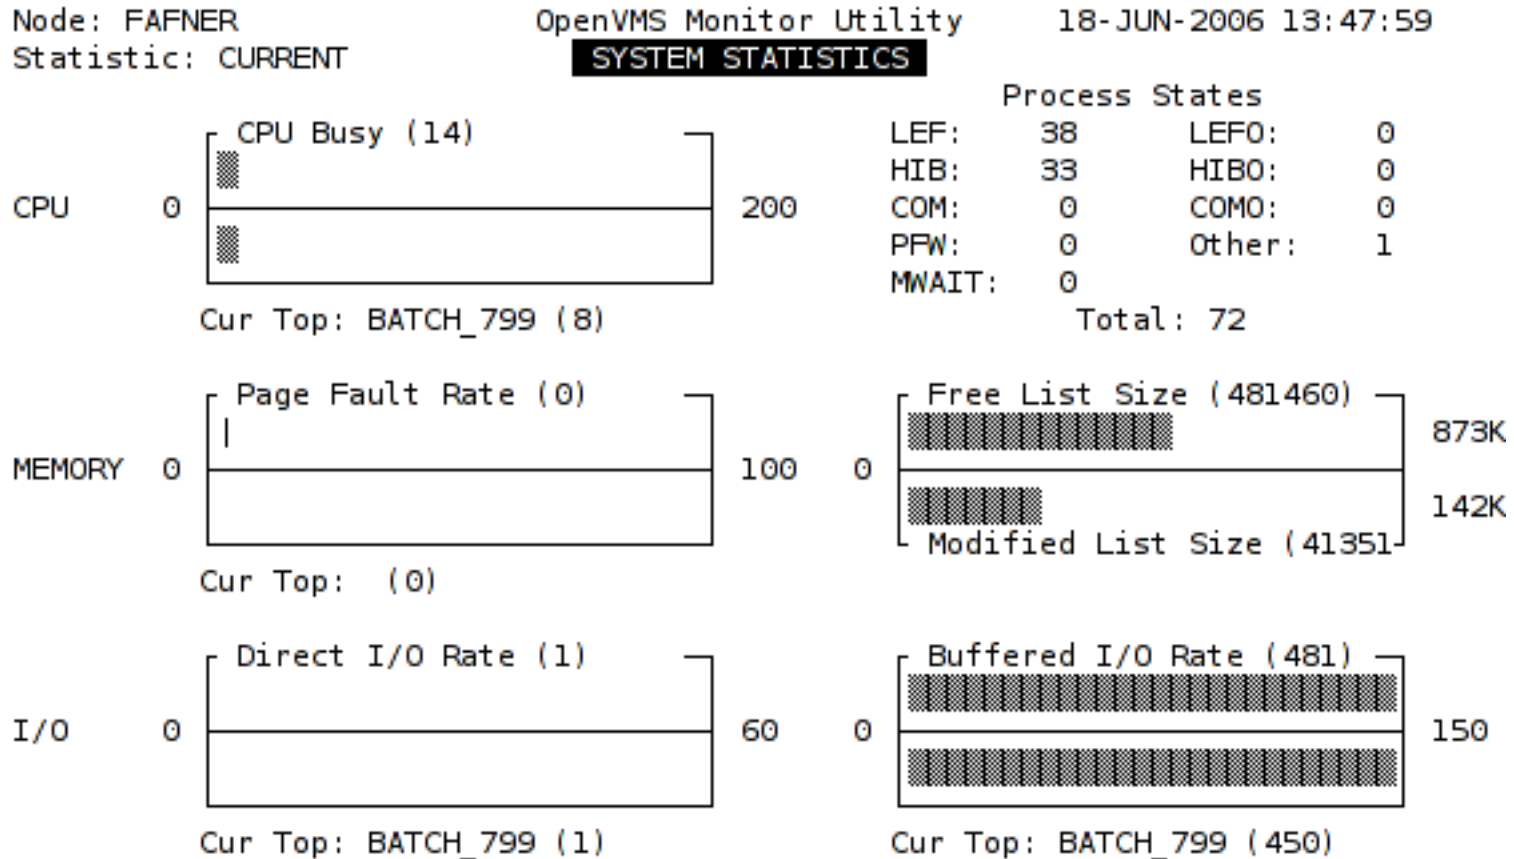 Node: FAFNER OpenVMS Monitor Utility 18-JUN-2006 13:47:59
Statistic: CURRENT SYSTEM STATISTICS
Process States
CPU Busy (14) LEF: 38 LEFO: 0
HIB: 33 HIBO: 0
CPU 0 200 COM: 0 COMO: 0
PFW: 0 Other: 1
MWAIT: 0
Cur Top: BATCH_799 (8) Total: 72
Page Fault Rate (0) Free List Size (481460)
873K
MEMORY 0 100 0
142K
Modified List Size (41351
Cur Top: (0)
Direct I/O Rate (1) Buffered I/O Rate (481)
I/O 0 60 0 150
Cur Top: BATCH_799 (1) Cur Top: BATCH_799 (450)